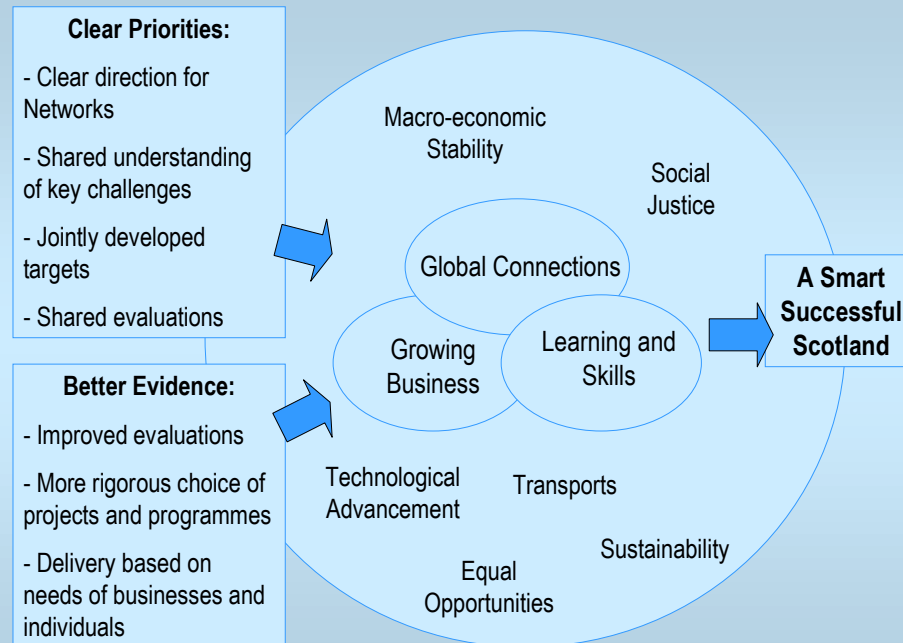 Clear Priorities:
- Clear direction for
Networks
- Shared understanding
of key challenges
- Jointly developed
targets
- Shared evaluations
Better Evidence:
- Improved evaluations
- More rigorous choice of
projects and programmes
- Delivery based on
needs of businesses and
individuals
Macro-economic
Stability
Social
Justice
Global Connections
Growing
Business
Learning and
Skills
Technological
Advancement
Transports
Sustainability
Equal
Opportunities
A Smart
Successful
Scotland